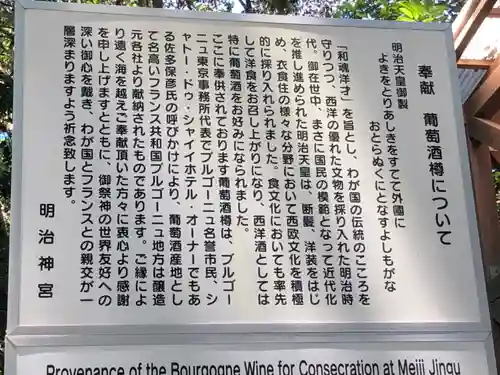 奉献 葡萄酒樽について
明治天皇御製
よきをとりあしきをすてて外國に
おとらぬくにとなすよしもがな
「和魂洋才」を旨とし、わが国の伝統のこころを
守りつつ、西洋の優れた文物を採り入れた明治時
代。御在世中、まさに国民の模範となって近代化
を推し進められた明治天皇は、断髪、洋装をはじ
め、衣食住の様々な分野において西欧文化を積極
的に採り入れられました。食文化においても率先
して洋食をお召し上がりになり、西洋酒としては
特に葡萄酒をお好みになられました。
ここに奉供されております葡萄酒樽は、ブルゴー
ニュ東京事務所代表でブルゴーニュ名誉市民、シ
ャトー・ドゥ・シャイイホテル・オーナーでもあ
る佐多保彦氏の呼びかけにより、葡萄酒産地とし
て名高いフランス共和国ブルゴーニュ地方は醸造
元各社より献納されたものであります。ご縁によ
り遠く海を越えご奉献頂いた方々に衷心より感謝
を申し上げますとともに、御祭神の世界友好への
深い御心を戴き、わが国とフランスとの親交が一
層深まりますよう祈念致します。
明治神宮
Provenance of the Bourgogne Wine for Consecration at Meiji Jingu